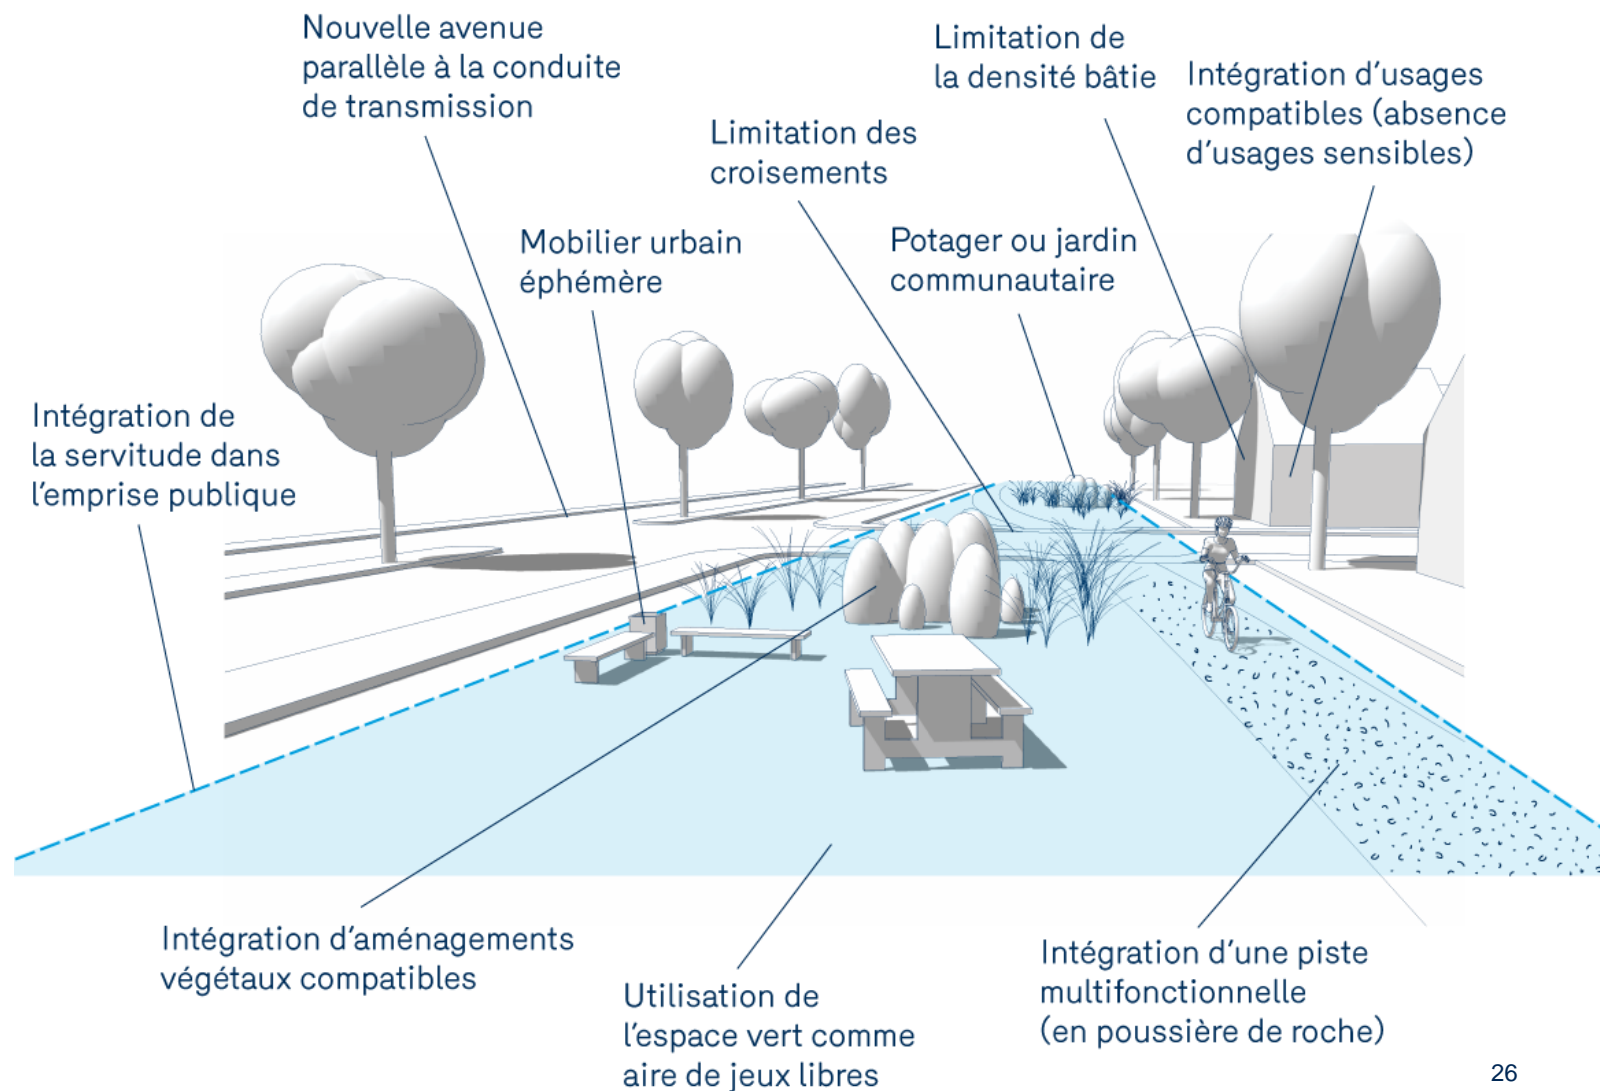 Nouvelle avenue
parallèle à la conduite
de transmission
Limitation de
la densité bâtie
Intégration d'usages
compatibles (absence
d'usages sensibles)
Limitation des
croisements
Mobilier urbain
éphémère
Potager ou jardin
communautaire
Intégration de
la servitude dans
l'emprise publique
Intégration d'aménagements
végétaux compatibles
Utilisation de
l'espace vert comme
aire de jeux libres
Intégration d'une piste
multifonctionnelle
(en poussière de roche)
26